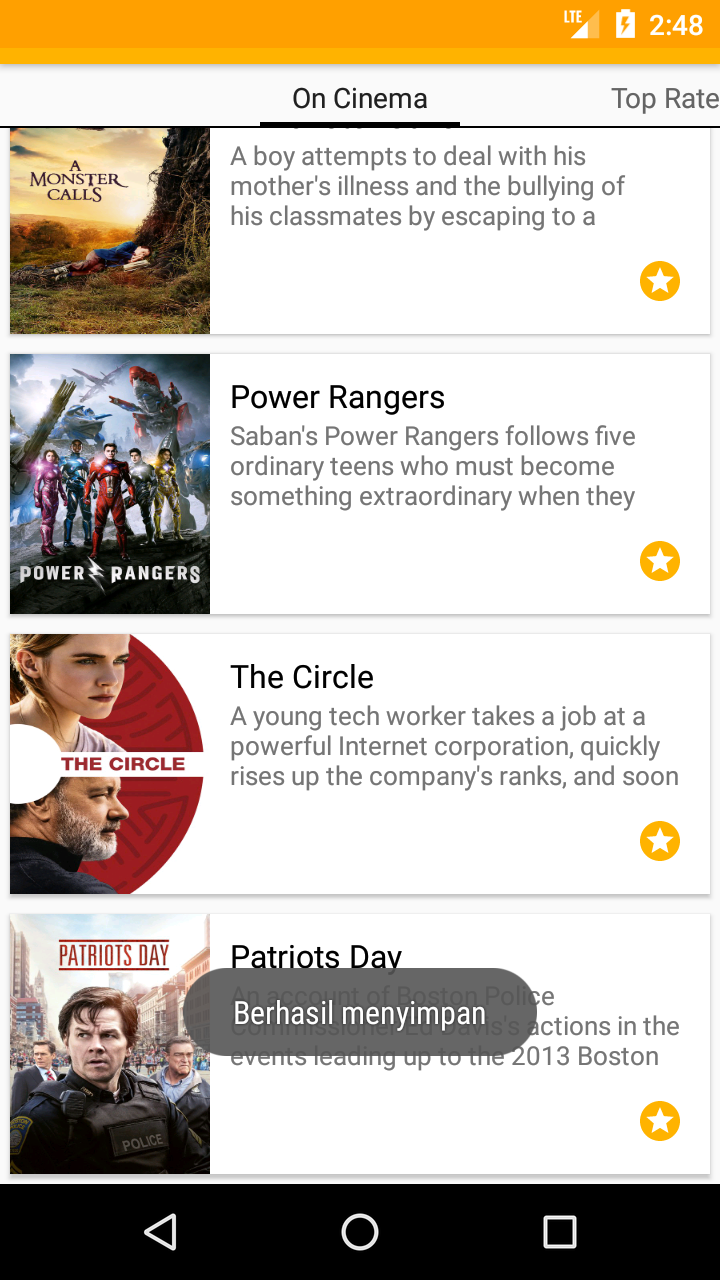 LTE
2:48
On Cinema
Top Rate
A
MONSTER
CALLS
A boy attempts to deal with his
mother's illness and the bullying of
his classmates by escaping to a
POWER RANGERS
Power Rangers
Saban's Power Rangers follows five
ordinary teens who must become
something extraordinary when they
THE CIRCLE
The Circle
A young tech worker takes a job at a
powerful Internet corporation, quickly
rises up the company's ranks, and soon
PATRIOTS DAY
POLICE
Patriots Day
An account of Boston Police
Commissioner Ed Davis's actions in the
events leading up to the 2013 Boston
Berhasil menyimpan